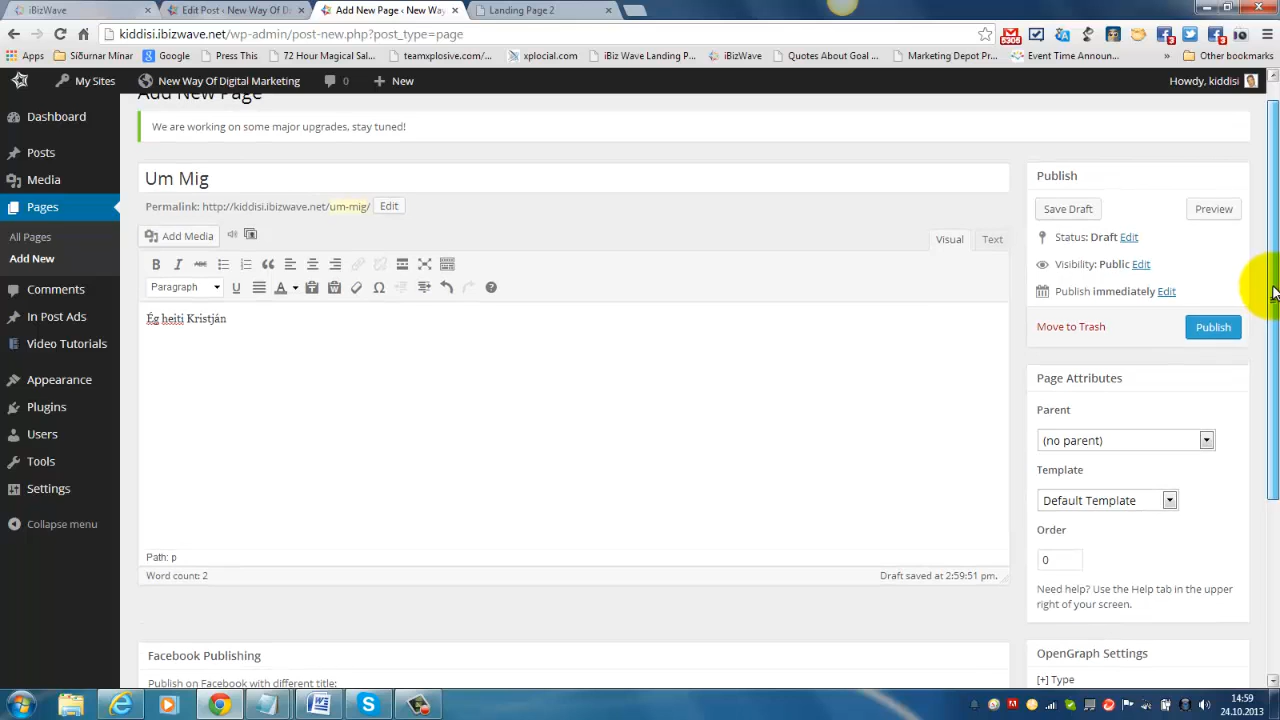 iBizWave
Edit Post ‹ New Way Of D
Add New Page ‹ New Way
Landing Page 2
kiddisi.ibizwave.net/wp-admin/post-new.php?post_type=page
Apps
Siðurnar Minar
Google
Press This
72 Hour Magical Sal...
teamxplosive.com/...
xplocial.com...
iBiz Wave Landing P...
iBizWave
Quotes About Goal ...
Marketing Depot Pr...
Event Time Announ...
»
Other bookmarks
My Sites
New Way Of Digital Marketing
0
New
Howdy, kiddisi
Add New Page
We are working on some major upgrades, stay tuned!
Dashboard
Posts
Media
Pages
All Pages
Add New
Comments
In Post Ads
Video Tutorials
Appearance
Plugins
Users
Tools
Settings
Collapse menu
Um Mig
Permalink: http://kiddisi.ibizwave.net/um-mig/ Edit
Add Media
Visual
Text
B I ABC
Paragraph
U A
Ég heiti Kristján
Path: p
Word count: 2
Draft saved at 2:59:51 pm.
Facebook Publishing
Publish on Facebook with different title:
Publish
Save Draft
Preview
Status: Draft Edit
Visibility: Public Edit
Publish immediately Edit
Move to Trash
Publish
Page Attributes
Parent
(no parent)
Template
Default Template
Order
0
Need help? Use the Help tab in the upper
right of your screen.
OpenGraph Settings
[+] Type
14:59
24.10.2013